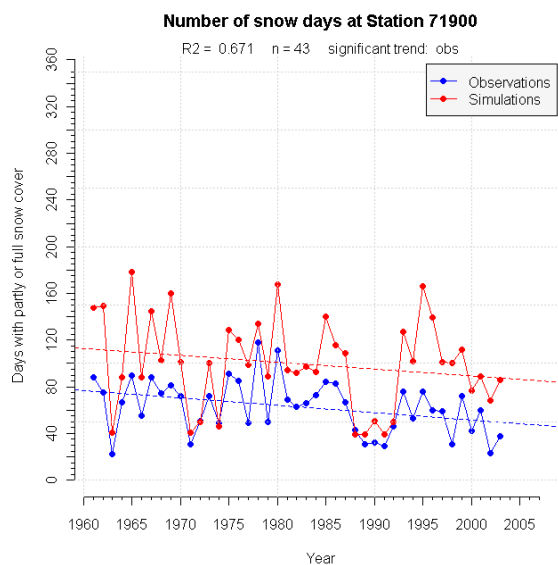 Number of snow days at Station 71900
R2 = 0.671 n = 43 significant trend: obs
Observations
Simulations
Days with partly or full snow cover
360
320
280
240
200
160
120
80
40
0
1960 1965 1970 1975 1980 1985 1990 1995 2000 2005
Year